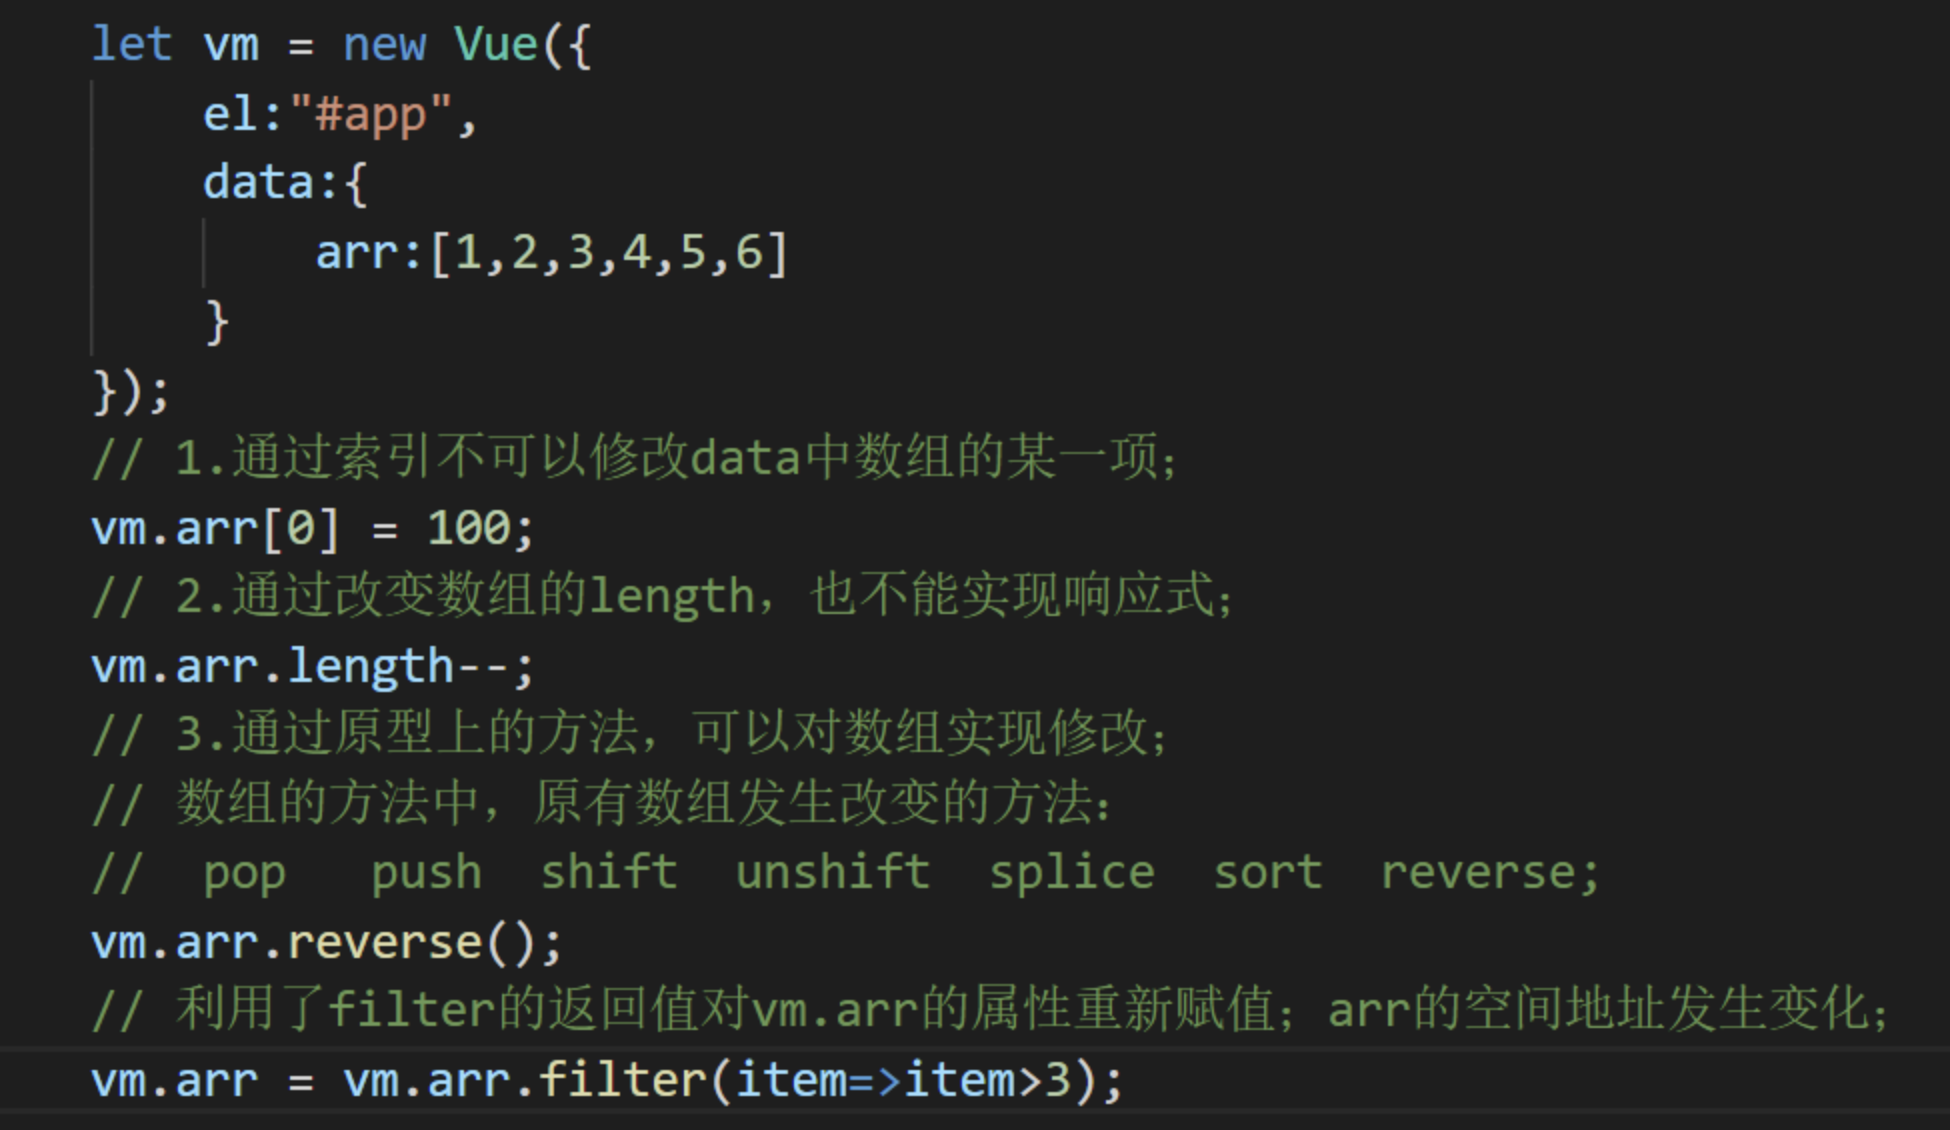 let vm = new Vue({
    el:"#app",
    data:{
        arr:[1,2,3,4,5,6]
    }
});
// 1.通过索引不可以修改data中数组的某一项；
vm.arr[0] = 100;
// 2.通过改变数组的length，也不能实现响应式；
vm.arr.length--;
// 3.通过原型上的方法，可以对数组实现修改；
// 数组的方法中，原有数组发生改变的方法：
//  pop   push  shift  unshift  splice  sort  reverse;
vm.arr.reverse();
// 利用了filter的返回值对vm.arr的属性重新赋值；arr的空间地址发生变化；
vm.arr = vm.arr.filter(item=>item>3);